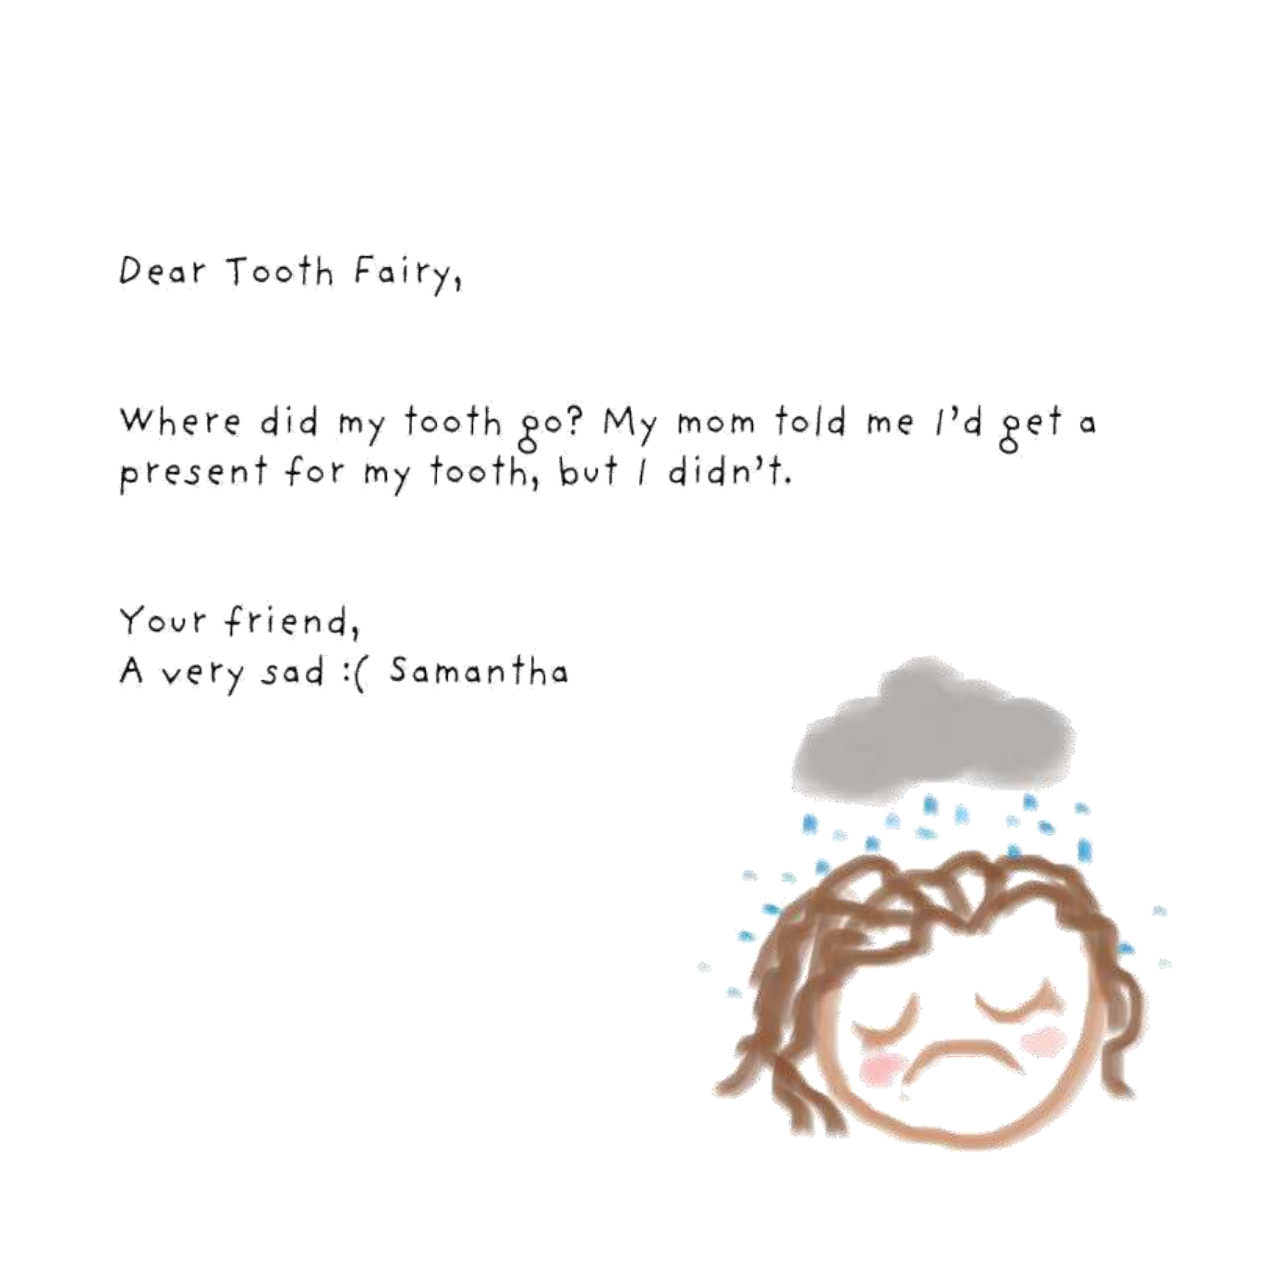 Dear Tooth Fairy,
Where did my tooth go? My mom told me I'd get a
present for my tooth, but I didn't.
Your friend,
A very sad :( Samantha